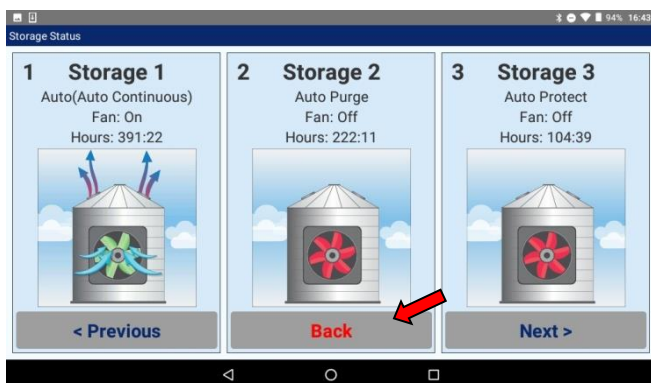 94% 16:43
Storage Status
1 Storage 1
Auto(Auto Continuous)
Fan: On
Hours: 391:22
< Previous
2 Storage 2
Auto Purge
Fan: Off
Hours: 222:11
Back
3 Storage 3
Auto Protect
Fan: Off
Hours: 104:39
Next >